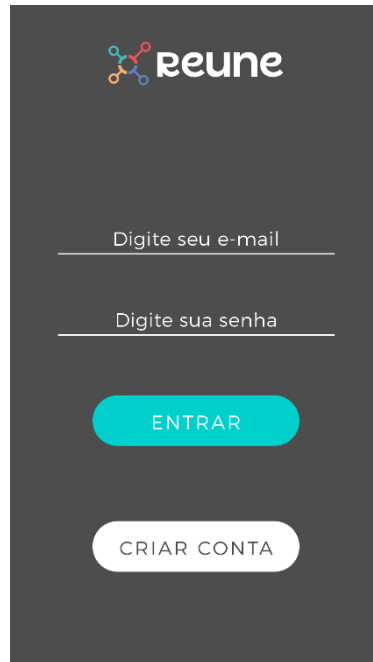 Reune
Digite seu e-mail
Digite sua senha
ENTRAR
CRIAR CONTA